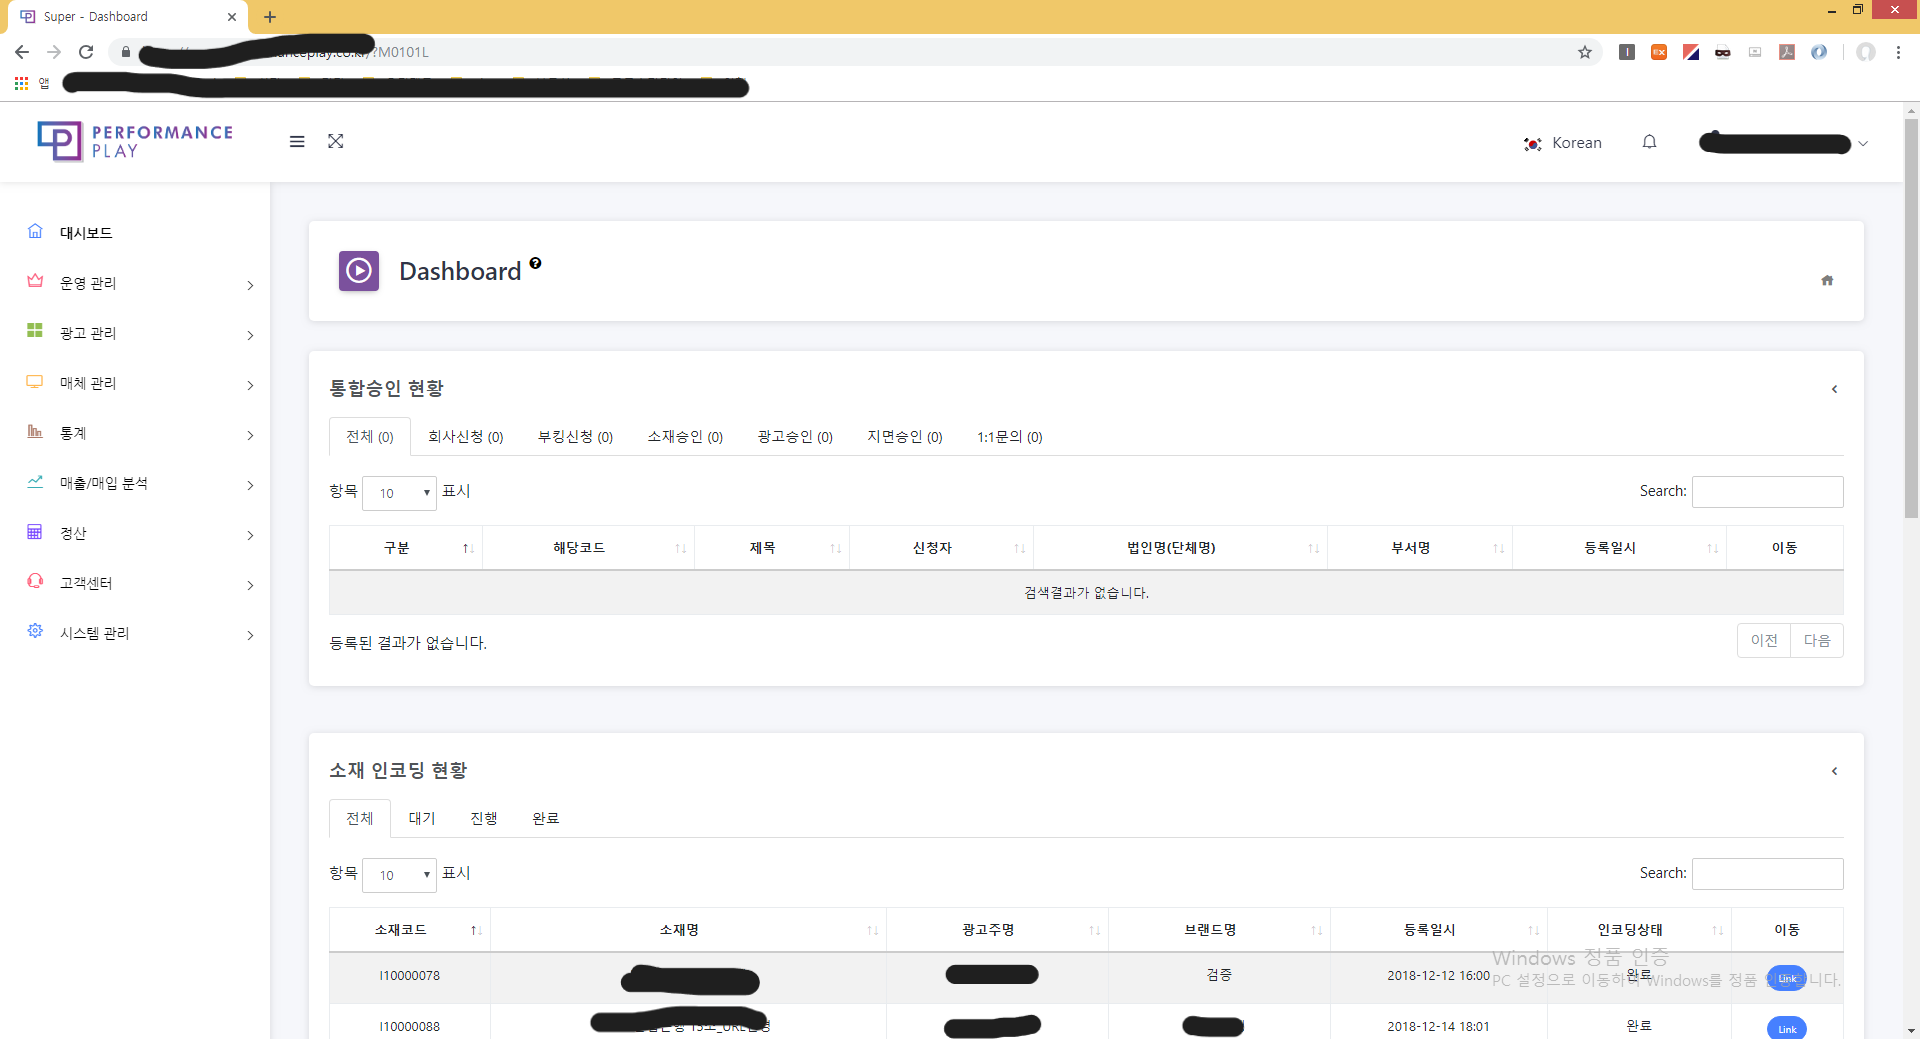 Super - Dashboard
anceplay.co.kr/?M0101L
앱
PERFORMANCE
PLAY
Korean
대시보드
운영 관리
광고 관리
매체 관리
통계
매출/매입 분석
정산
고객센터
시스템 관리
Dashboard
통합승인 현황
전체 (0) 회사신청 (0) 부킹신청 (0) 소재승인 (0) 광고승인 (0) 지면승인 (0) 1:1문의 (0)
항목 10 표시 Search:
구분 해당코드 제목 신청자 법인명(단체명) 부서명 등록일시 이동
검색결과가 없습니다.
등록된 결과가 없습니다. 이전 다음
소재 인코딩 현황
전체 대기 진행 완료
항목 10 표시 Search:
소재코드 소재명 광고주명 브랜드명 등록일시 인코딩상태 이동
Windows 정품 인증
I10000078 검증 2018-12-12 16:00 완료 Link
PC 설정으로 이동하여 Windows를 정품 인증합니다.
I10000088 2018-12-14 18:01 완료 Link